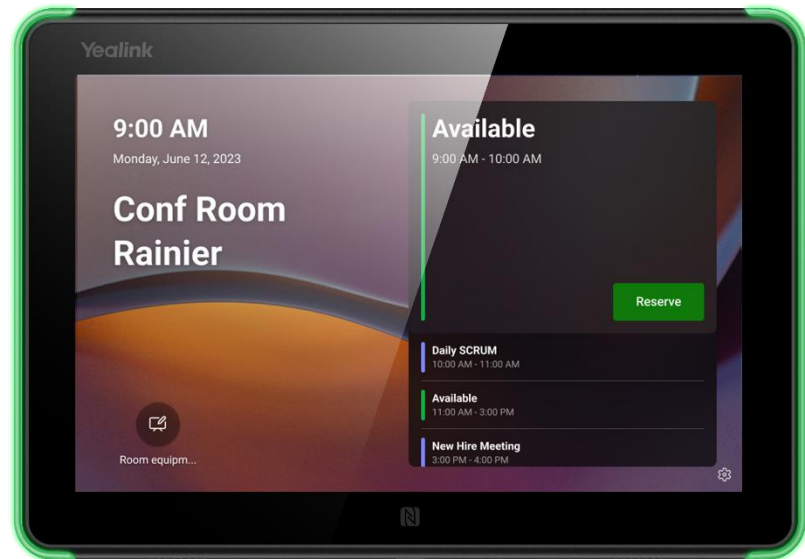 Yealink
9:00 AM
Monday, June 12, 2023
Conf Room
Rainier
Room equipm...
Available
9:00 AM - 10:00 AM
Reserve
Daily SCRUM
10:00 AM - 11:00 AM
Available
11:00 AM - 3:00 PM
New Hire Meeting
3:00 PM - 4:00 PM